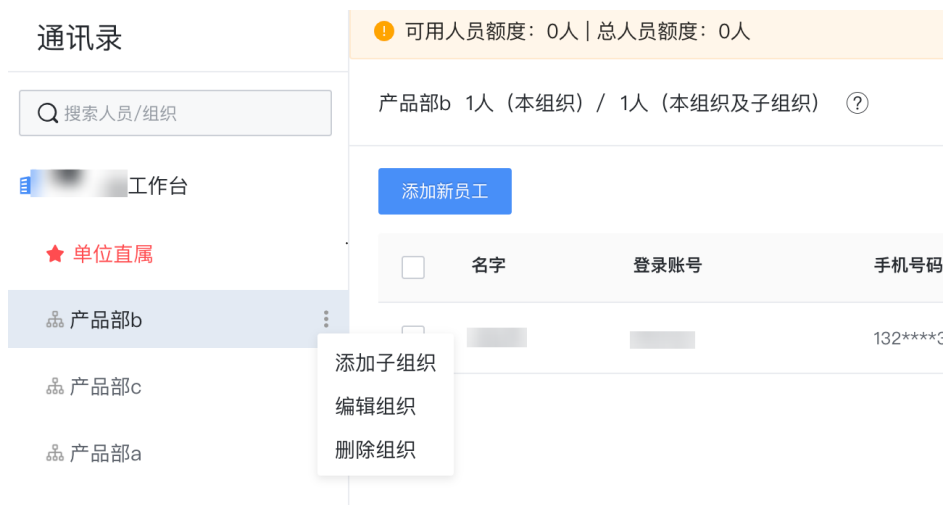 通讯录
搜索人员/组织
工作台
单位直属
产品部b
产品部c
产品部a
添加子组织
编辑组织
删除组织
可用人员额度：0人 | 总人员额度：0人
产品部b 1人（本组织）/ 1人（本组织及子组织） ?
添加新员工
名字 登录账号 手机号码
132****3